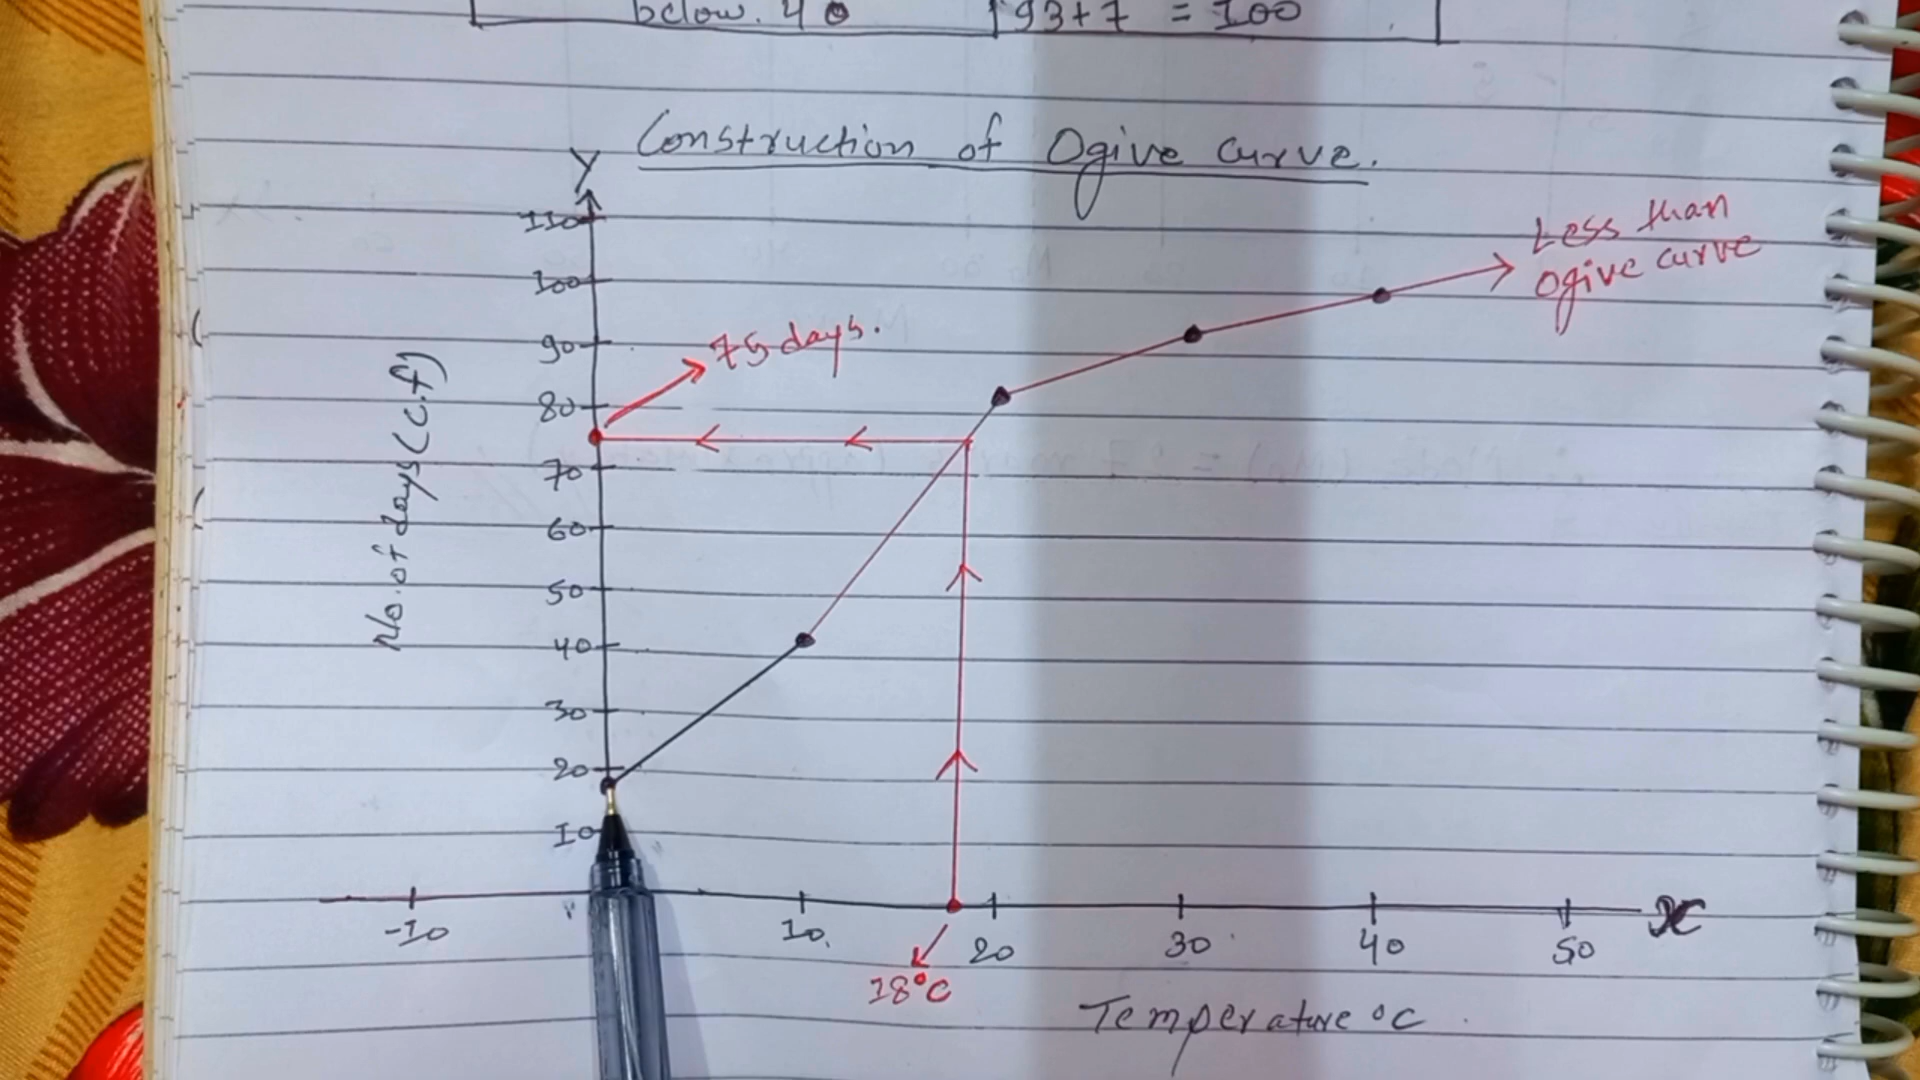 below. 40 93+7 = 100
Construction of Ogive curve.
Y
110
100
90
80
70
60
50
40
30
20
10
No. of days (c.f)
75 days.
Less than
ogive curve
-10 10. 20 30 40 50 X
18°C
Temperature °C